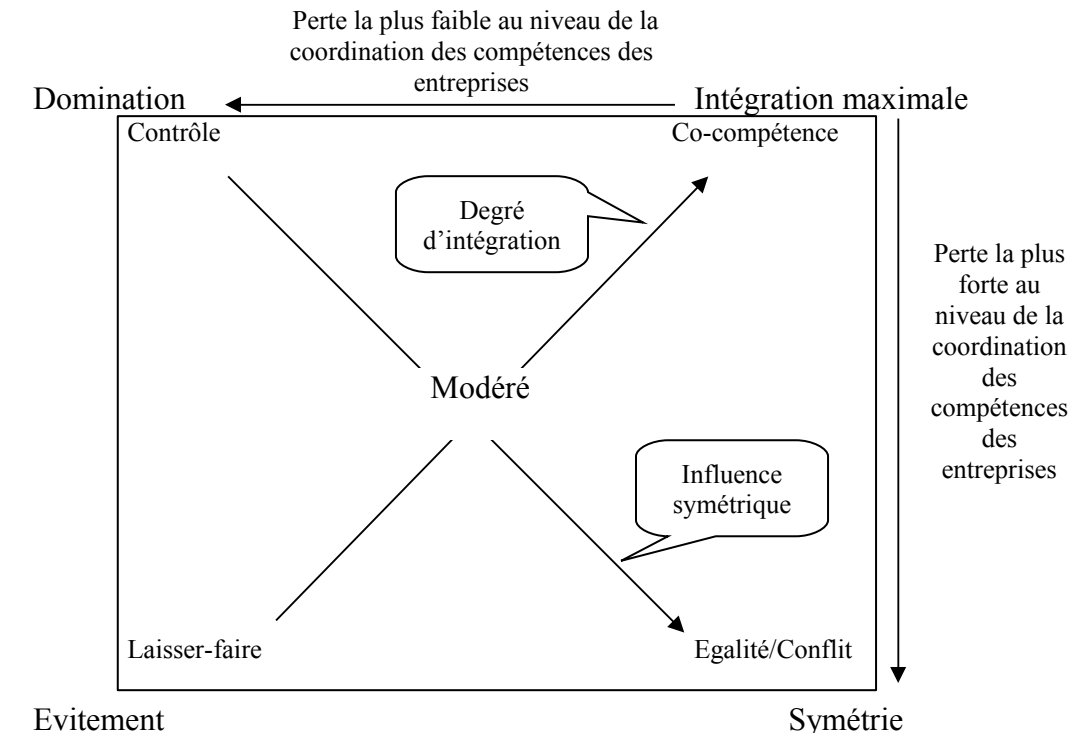 Perte la plus faible au niveau de la
coordination des compétences des
entreprises
Domination
Intégration maximale
Contrôle
Co-compétence
Degré
d’intégration
Perte la plus
forte au
niveau de la
coordination
des
compétences
des
entreprises
Modéré
Influence
symétrique
Laisser-faire
Egalité/Conflit
Evitement
Symétrie